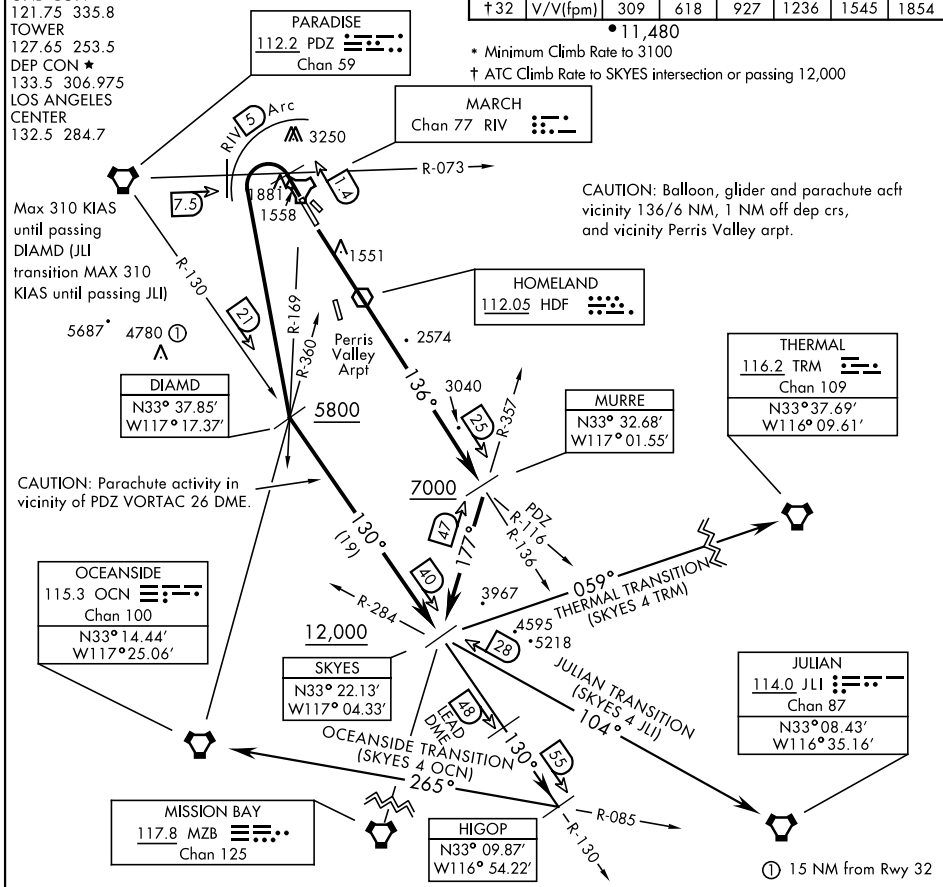 121.75 335.8
TOWER
127.65 253.5
DEP CON ★
133.5 306.975
LOS ANGELES
CENTER
132.5 284.7
†32 V/V(fpm) 309 618 927 1236 1545 1854
11,480
* Minimum Climb Rate to 3100
† ATC Climb Rate to SKYES intersection or passing 12,000
PARADISE
112.2 PDZ
Chan 59
MARCH
Chan 77 RIV
RIV 5 Arc
3250
R-073
7.5
1881
1.4
1558
1551
CAUTION: Balloon, glider and parachute acft
vicinity 136/6 NM, 1 NM off dep crs,
and vicinity Perris Valley arpt.
Max 310 KIAS
until passing
DIAMD (JLI
transition MAX 310
KIAS until passing JLI)
R-130
21
R-169
R-360
5687
4780 ①
HOMELAND
112.05 HDF
Perris
Valley
Arpt
2574
136°
3040
25
R-357
THERMAL
116.2 TRM
Chan 109
N33° 37.69'
W116° 09.61'
DIAMD
N33° 37.85'
W117° 17.37'
5800
MURRE
N33° 32.68'
W117° 01.55'
CAUTION: Parachute activity in
vicinity of PDZ VORTAC 26 DME.
7000
PDZ
R-116
R-136
47
177°
130°
(19)
40
R-284
3967
059°
THERMAL TRANSITION
(SKYES 4 TRM)
OCEANSIDE
115.3 OCN
Chan 100
N33° 14.44'
W117° 25.06'
12,000
SKYES
N33° 22.13'
W117° 04.33'
28
4595
5218
JULIAN TRANSITION
(SKYES 4 JLI)
104°
JULIAN
114.0 JLI
Chan 87
N33° 08.43'
W116° 35.16'
48
LEAD
DME
130°
55
OCEANSIDE TRANSITION
(SKYES 4 OCN)
265°
R-085
R-130
MISSION BAY
117.8 MZB
Chan 125
HIGOP
N33° 09.87'
W116° 54.22'
① 15 NM from Rwy 32